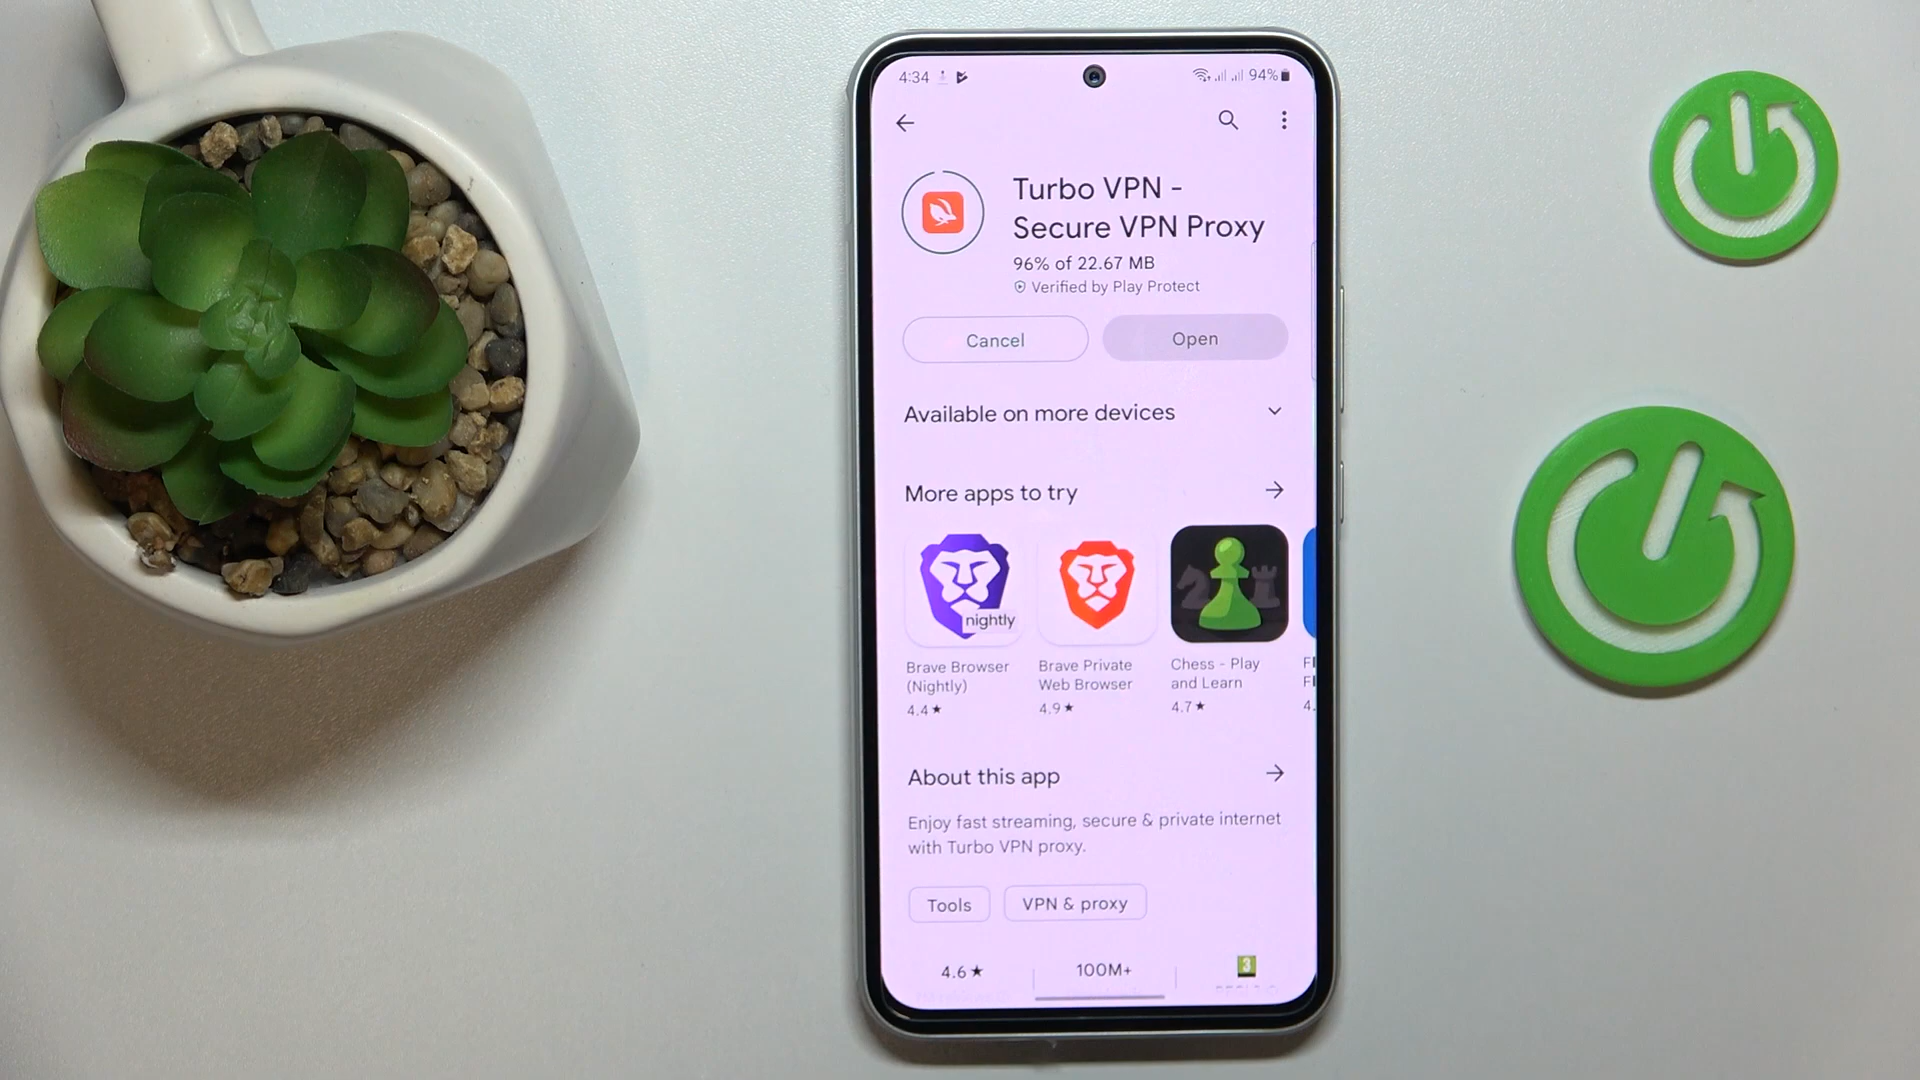 4:34
94%
Turbo VPN -
Secure VPN Proxy
96% of 22.67 MB
Verified by Play Protect
Cancel
Open
Available on more devices
More apps to try
nightly
Brave Browser
(Nightly)
4.4★
Brave Private
Web Browser
4.9★
Chess - Play
and Learn
4.7★
4.
About this app
Enjoy fast streaming, secure & private internet
with Turbo VPN proxy.
Tools
VPN & proxy
4.6★
100M+
3